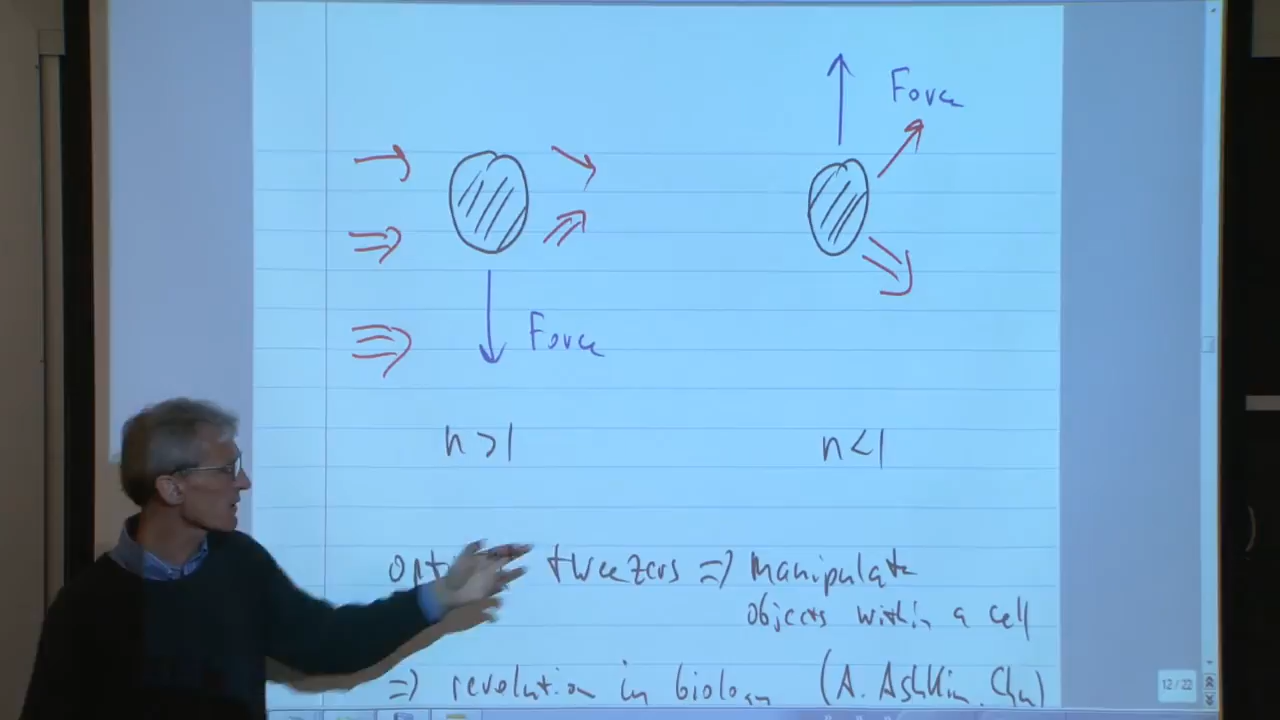 Force
Force
n>1
n<1
tweezers => Manipulate
objects within a cell
=> revolution in biology (A. Ashkin, Chu)
12/22